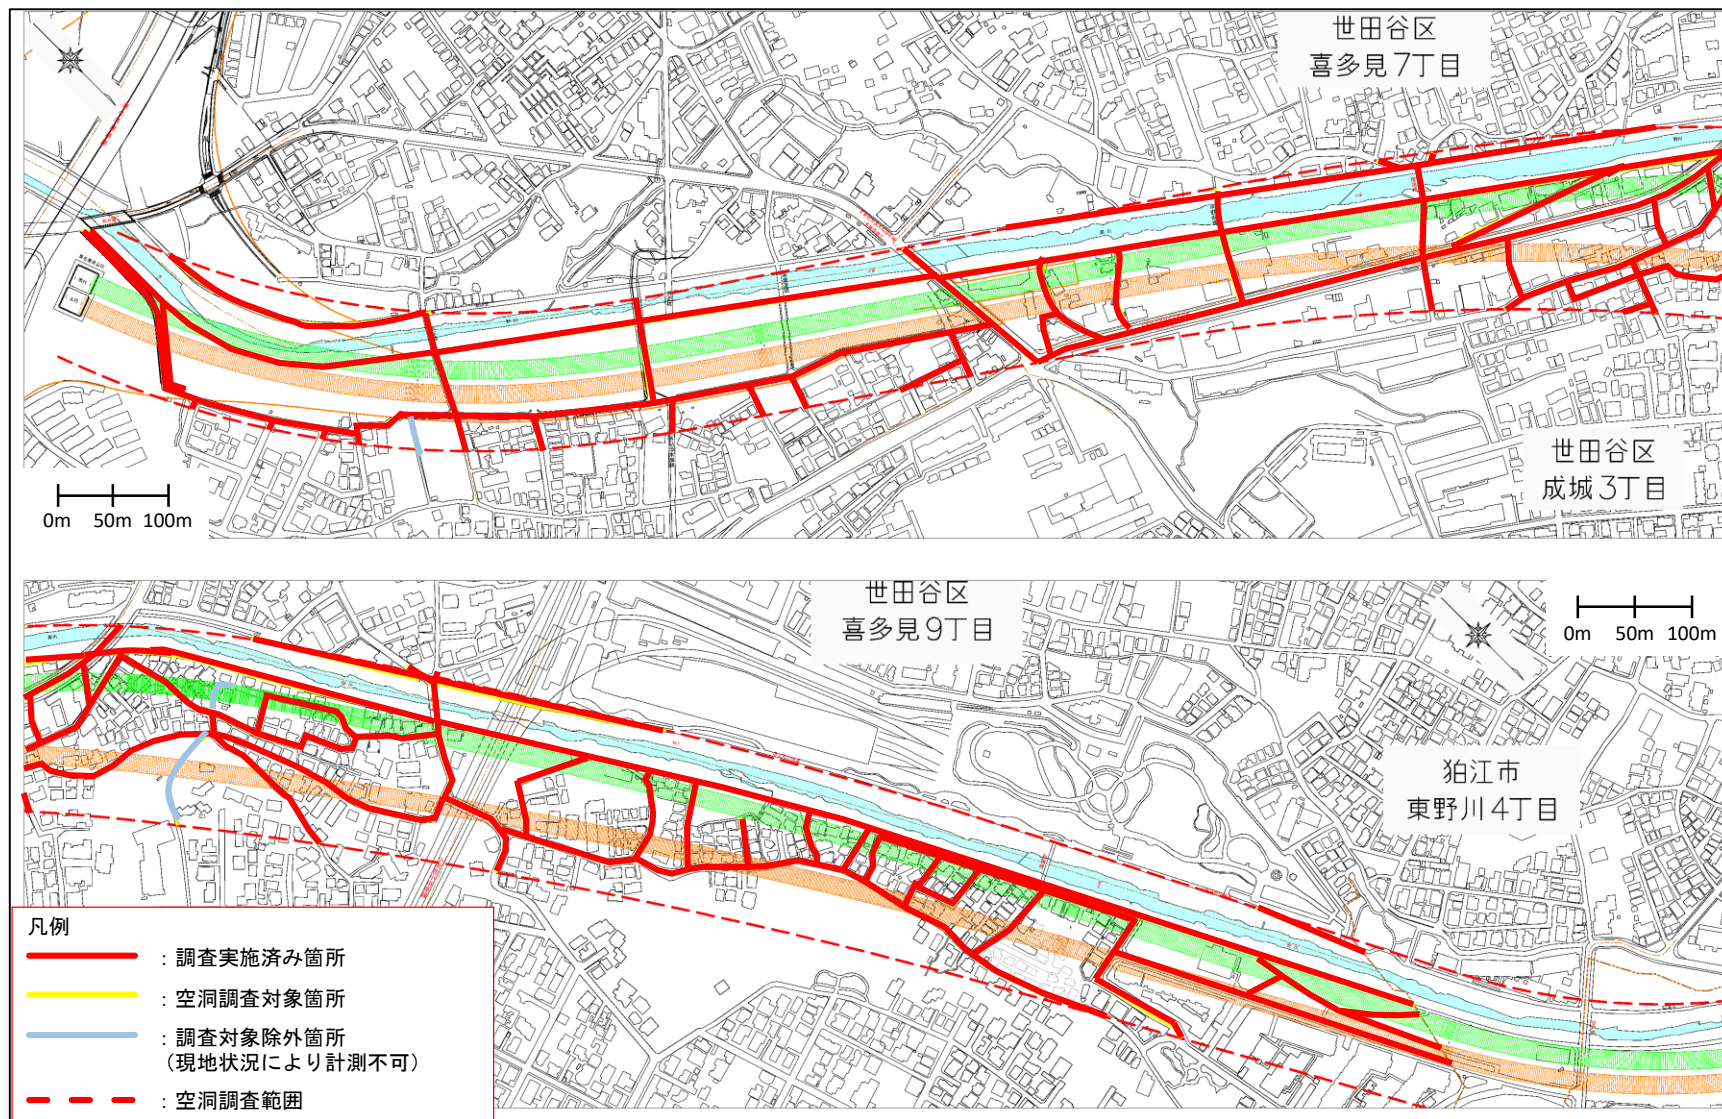 世田谷区
喜多見7丁目
世田谷区
成城3丁目
0m 50m 100m
世田谷区
喜多見9丁目
0m 50m 100m
狛江市
東野川4丁目
凡例
：調査実施済み箇所
：空洞調査対象箇所
：調査対象除外箇所
（現地状況により計測不可）
：空洞調査範囲